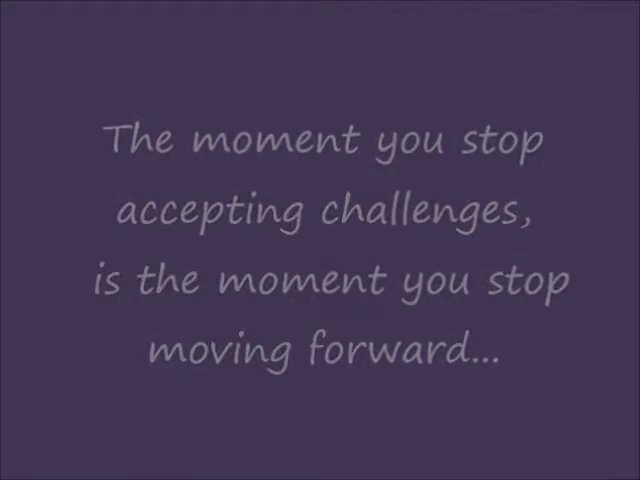 The moment you stop
accepting challenges,
is the moment you stop
moving forward...